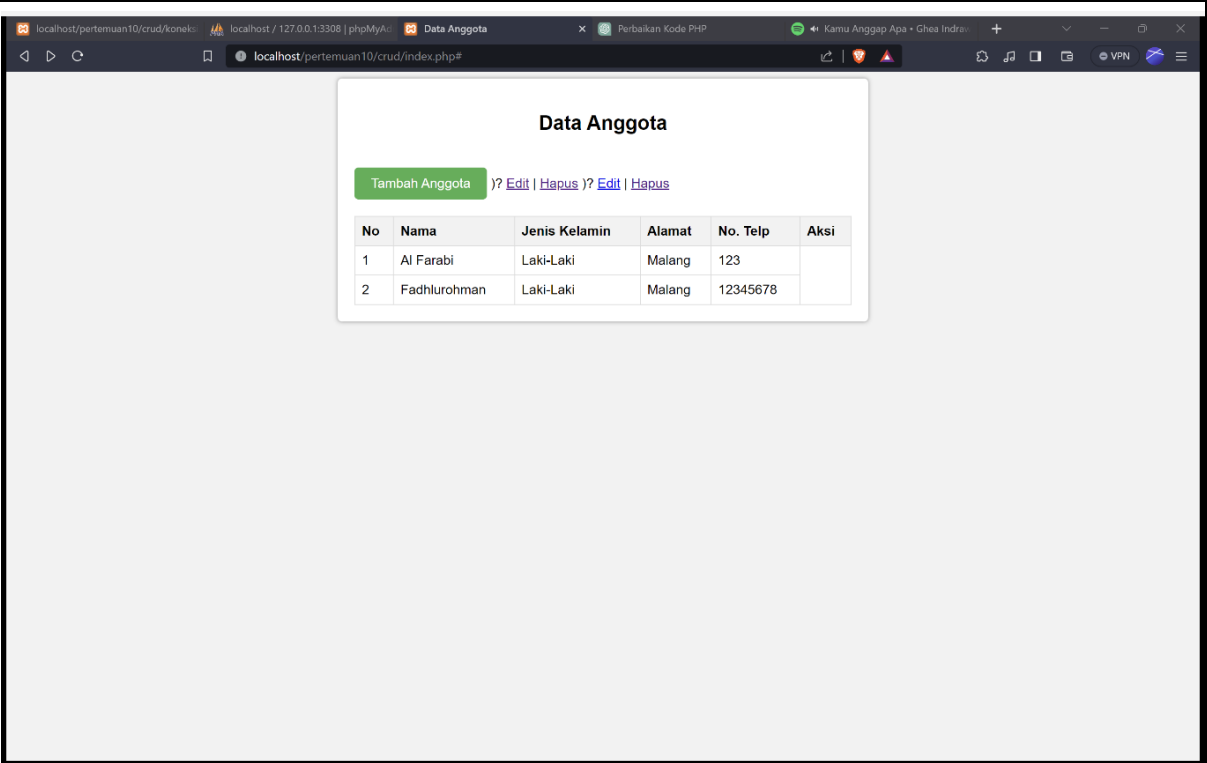 localhost/pertemuan10/crud/koneks
localhost / 127.0.0.1:3308 | phpMyAd
Data Anggota
Perbaikan Kode PHP
Kamu Anggap Apa • Ghea Indraw
localhost/pertemuan10/crud/index.php#
VPN
Data Anggota
Tambah Anggota )? Edit | Hapus )? Edit | Hapus
No Nama Jenis Kelamin Alamat No. Telp Aksi
1 Al Farabi Laki-Laki Malang 123
2 Fadhlurohman Laki-Laki Malang 12345678